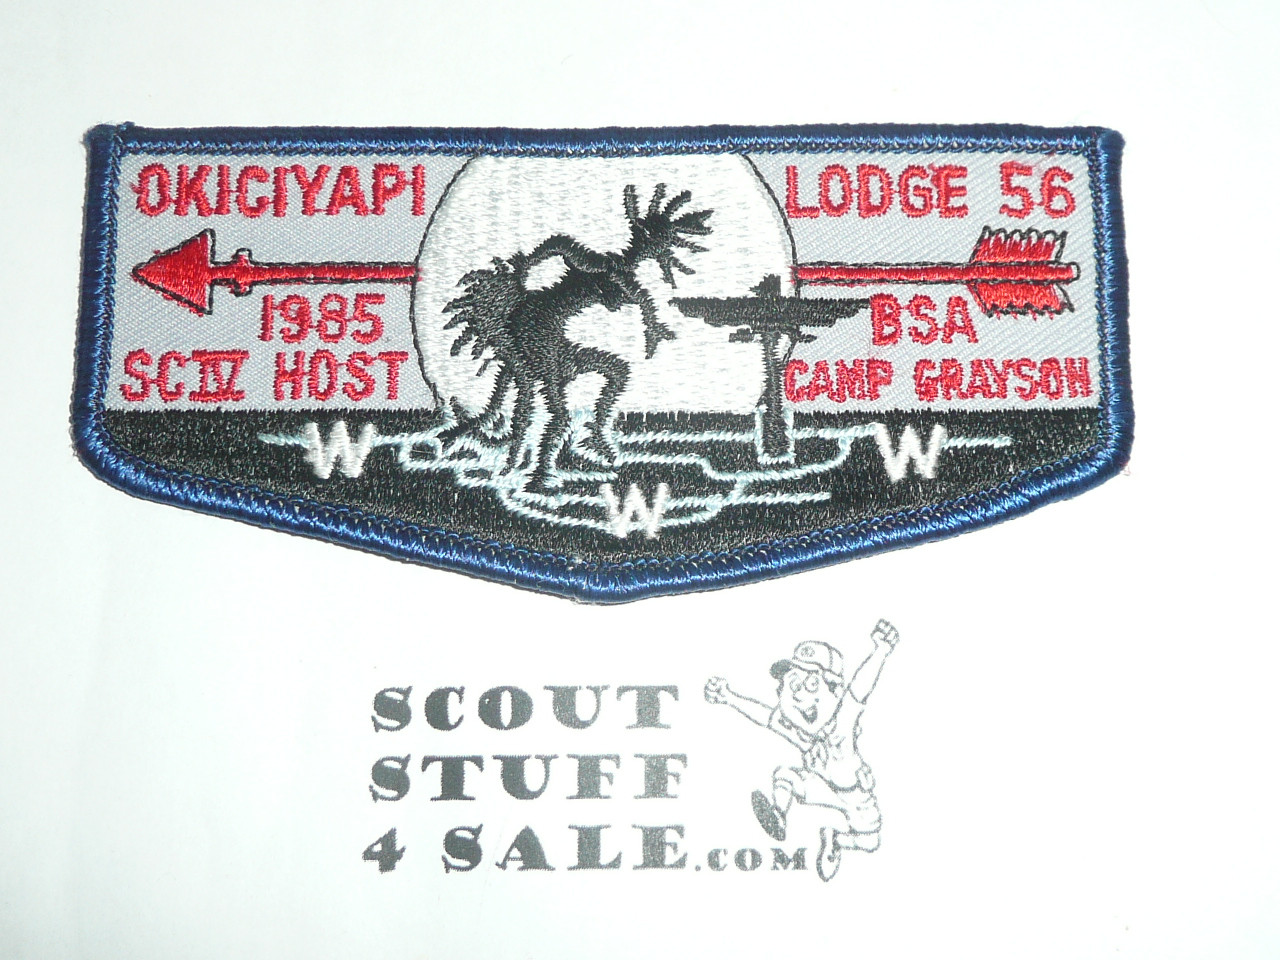 OKICIYAPI LODGE 56
1985 BSA
SC IV HOST CAMP GRAYSON
W W
W
SCOUT
STUFF
4 SALE.COM